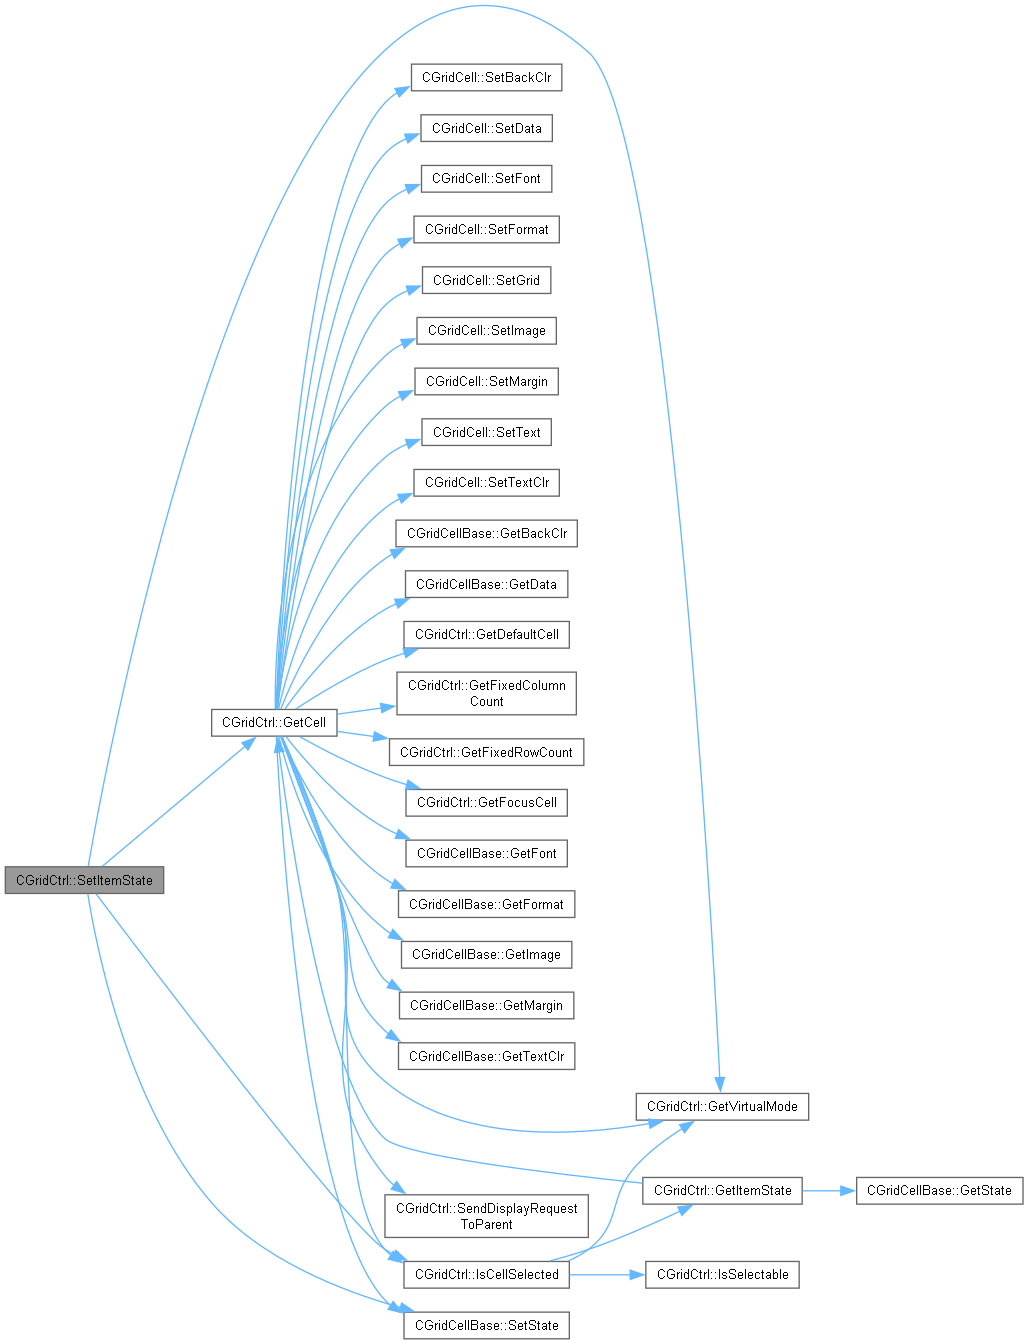 CGridCell::SetBackClr
CGridCell::SetData
CGridCell::SetFont
CGridCell::SetFormat
CGridCell::SetGrid
CGridCell::SetImage
CGridCell::SetMargin
CGridCell::SetText
CGridCell::SetTextClr
CGridCellBase::GetBackClr
CGridCellBase::GetData
CGridCtrl::GetDefaultCell
CGridCtrl::GetFixedColumn
Count
CGridCtrl::GetCell
CGridCtrl::GetFixedRowCount
CGridCtrl::GetFocusCell
CGridCellBase::GetFont
CGridCtrl::SetItemState
CGridCellBase::GetFormat
CGridCellBase::GetImage
CGridCellBase::GetMargin
CGridCellBase::GetTextClr
CGridCtrl::GetVirtualMode
CGridCtrl::GetItemState
CGridCellBase::GetState
CGridCtrl::SendDisplayRequest
ToParent
CGridCtrl::IsCellSelected
CGridCtrl::IsSelectable
CGridCellBase::SetState